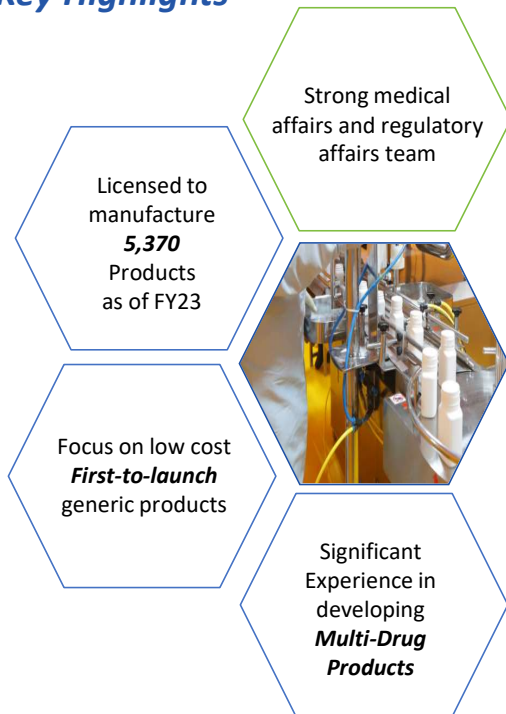 Key Highlights
Strong medical
affairs and regulatory
affairs team
Licensed to
manufacture
5,370
Products
as of FY23
Focus on low cost
First-to-launch
generic products
Significant
Experience in
developing
Multi-Drug
Products